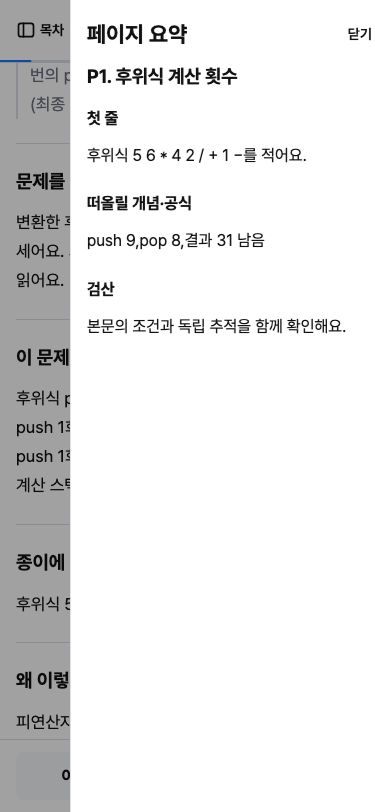 목차
페이지 요약
닫기
P1. 후위식 계산 횟수
첫 줄
후위식 5 6 * 4 2 / + 1 −를 적어요.
떠올릴 개념·공식
push 9,pop 8,결과 31 남음
검산
본문의 조건과 독립 추적을 함께 확인해요.
번의
(최종
문제를
변환한
세어요.
읽어요.
이 문제
후위식
push 1
push 1
계산 스
종이에
후위식
왜 이렇
피연산